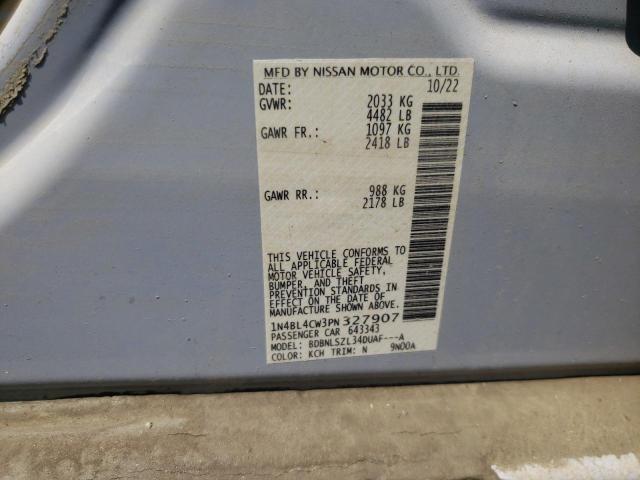 MFD BY NISSAN MOTOR CO., LTD.
DATE: 10/22
GVWR: 2033 KG
4482 LB
GAWR FR.: 1097 KG
2418 LB
GAWR RR.: 988 KG
2178 LB
THIS VEHICLE CONFORMS TO
ALL APPLICABLE FEDERAL
MOTOR VEHICLE SAFETY,
BUMPER, AND THEFT
PREVENTION STANDARDS IN
EFFECT ON THE DATE OF
MANUFACTURE SHOWN ABOVE.
1N4BL4CW3PN327907
PASSENGER CAR 643343
MODEL: BDBNLSZL34DUAF---A
COLOR: KCH TRIM: N 9N00A